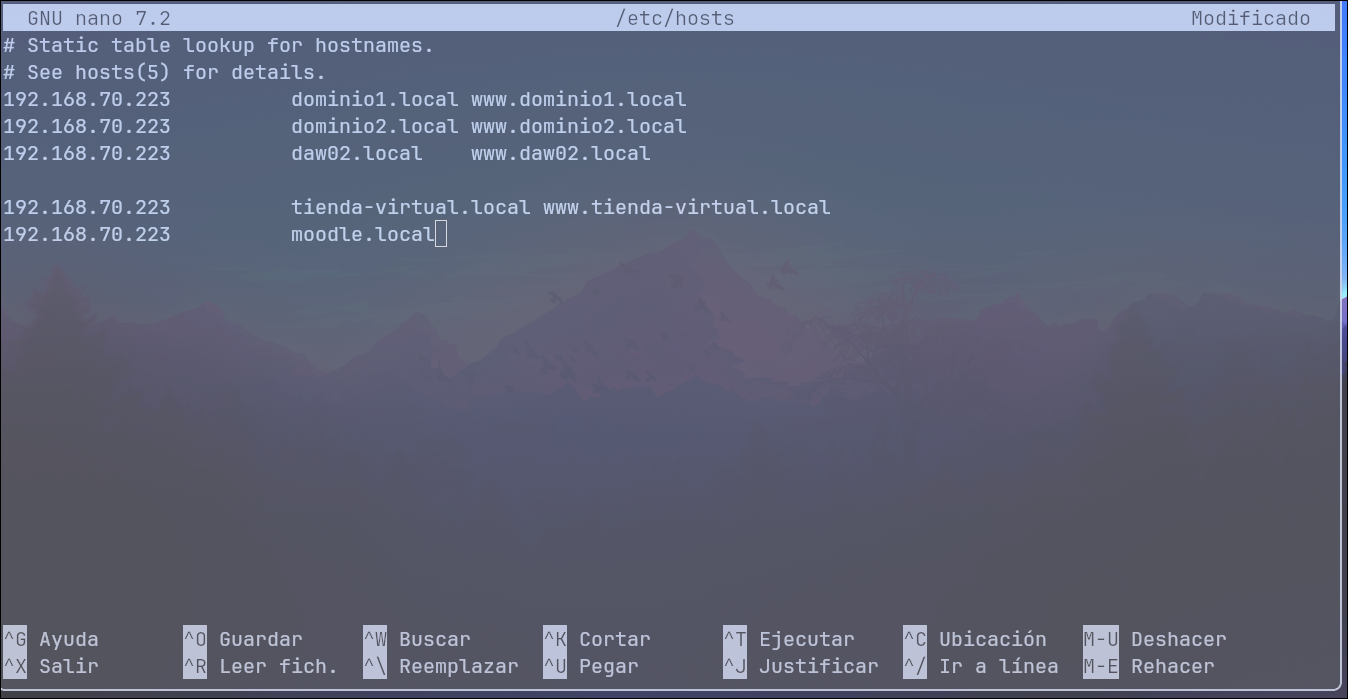 GNU nano 7.2 /etc/hosts Modificado
# Static table lookup for hostnames.
# See hosts(5) for details.
192.168.70.223 dominio1.local www.dominio1.local
192.168.70.223 dominio2.local www.dominio2.local
192.168.70.223 daw02.local www.daw02.local
192.168.70.223 tienda-virtual.local www.tienda-virtual.local
192.168.70.223 moodle.local
^G Ayuda ^O Guardar ^W Buscar ^K Cortar ^T Ejecutar ^C Ubicación M-U Deshacer
^X Salir ^R Leer fich. ^\ Reemplazar ^U Pegar ^J Justificar ^/ Ir a línea M-E Rehacer